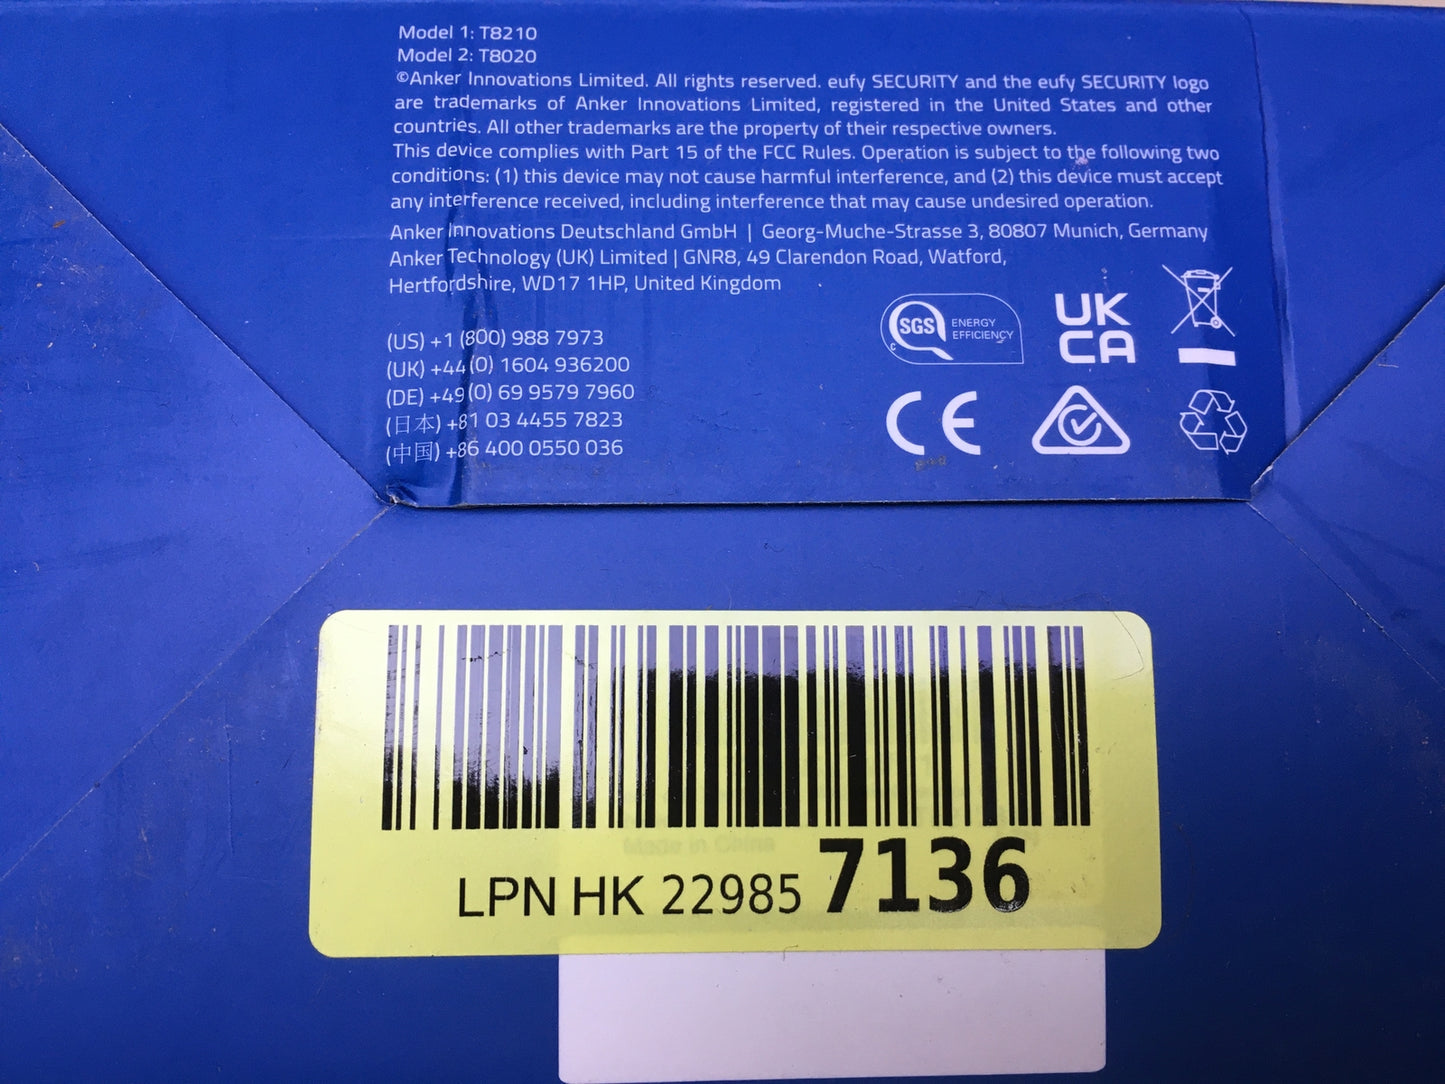 Model 1: T8210
Model 2: T8020
©Anker Innovations Limited. All rights reserved. eufy SECURITY and the eufy SECURITY logo
are trademarks of Anker Innovations Limited, registered in the United States and other
countries. All other trademarks are the property of their respective owners.
This device complies with Part 15 of the FCC Rules. Operation is subject to the following two
conditions: (1) this device may not cause harmful interference, and (2) this device must accept
any interference received, including interference that may cause undesired operation.
Anker Innovations Deutschland GmbH | Georg-Muche-Strasse 3, 80807 Munich, Germany
Anker Technology (UK) Limited | GNR8, 49 Clarendon Road, Watford,
Hertfordshire, WD17 1HP, United Kingdom
(US) +1 (800) 988 7973
(UK) +44 (0) 1604 936200
(DE) +49 (0) 69 9579 7960
(日本) +81 03 4455 7823
(中国) +86 400 0550 036
SGS
C
ENERGY
EFFICIENCY
UK
CA
CE
Made in China
LPN HK 22985 7136